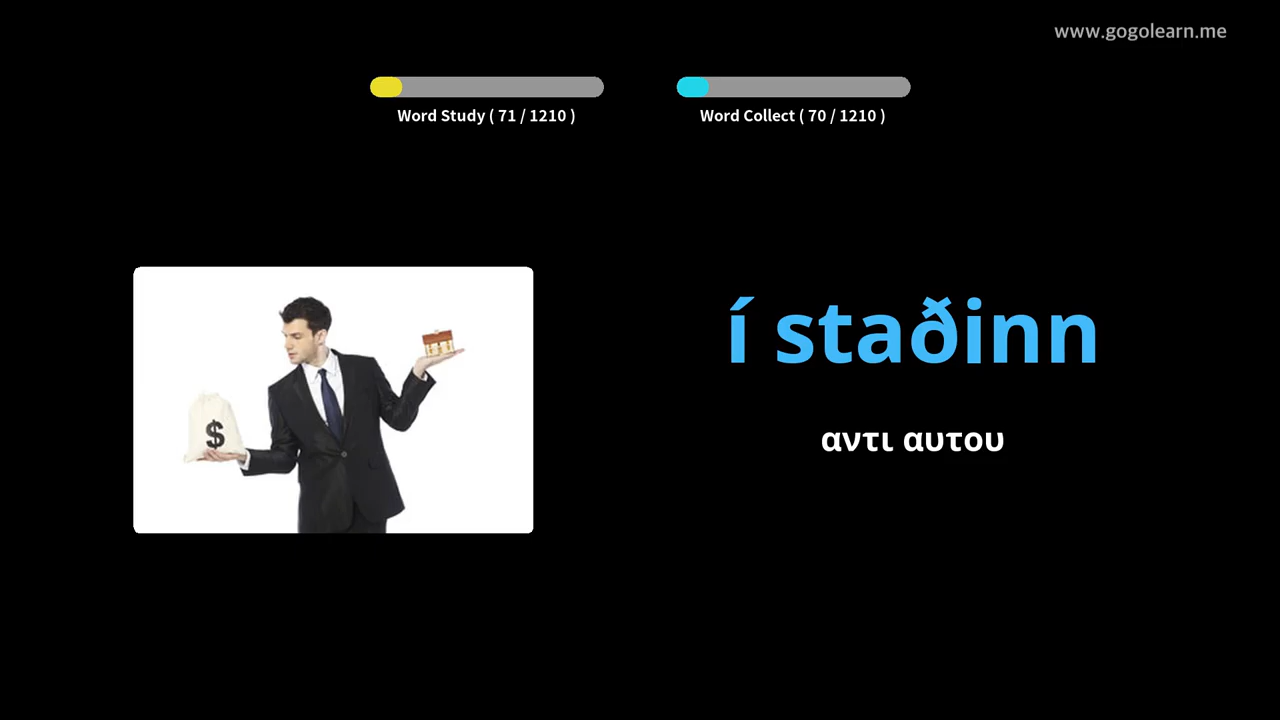 www.gogolearn.me
Word Study ( 71 / 1210 )
Word Collect ( 70 / 1210 )
$
í staðinn
αντι αυτου